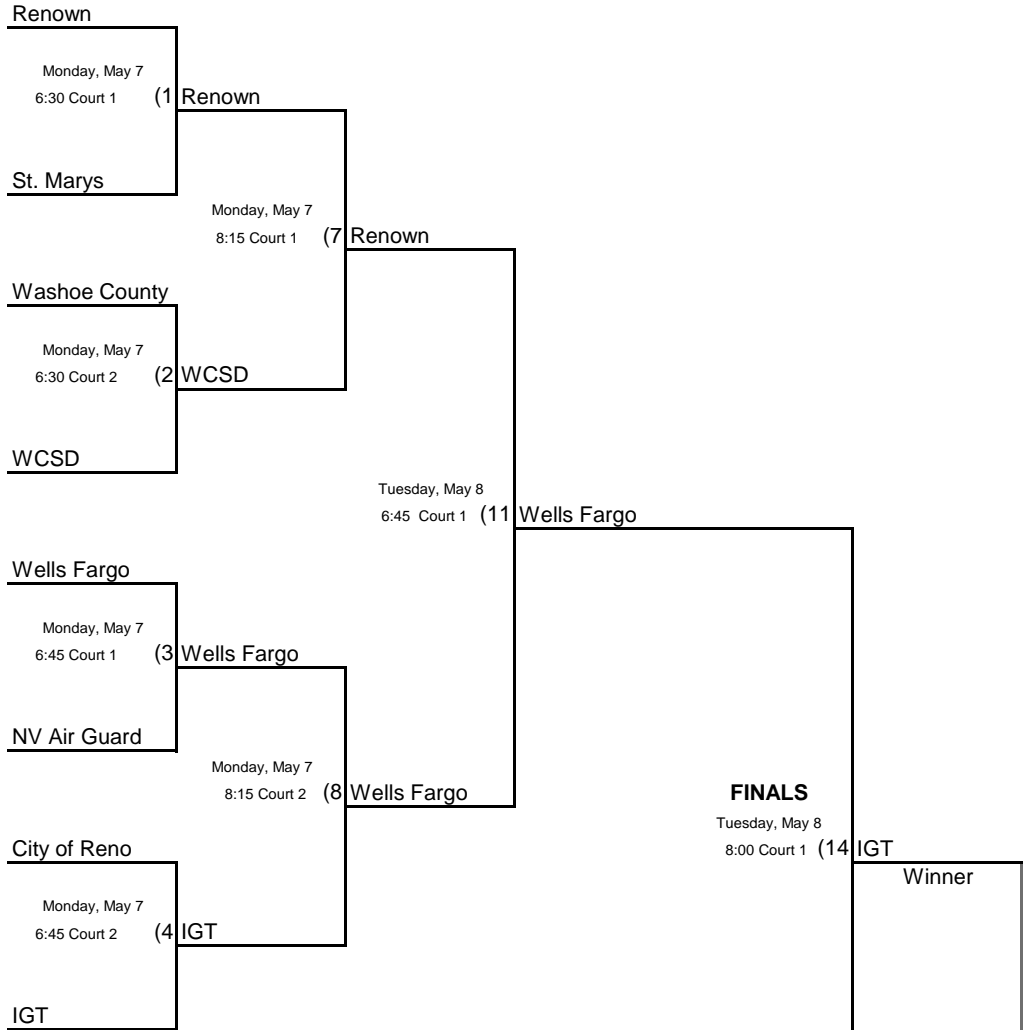 Renown
Monday, May 7
6:30 Court 1 (1 Renown
St. Marys
Monday, May 7
8:15 Court 1 (7 Renown
Washoe County
Monday, May 7
6:30 Court 2 (2 WCSD
WCSD
Tuesday, May 8
6:45 Court 1 (11 Wells Fargo
Wells Fargo
Monday, May 7
6:45 Court 1 (3 Wells Fargo
NV Air Guard
Monday, May 7
8:15 Court 2 (8 Wells Fargo
FINALS
Tuesday, May 8
City of Reno
8:00 Court 1 (14 IGT
Winner
Monday, May 7
6:45 Court 2 (4 IGT
IGT